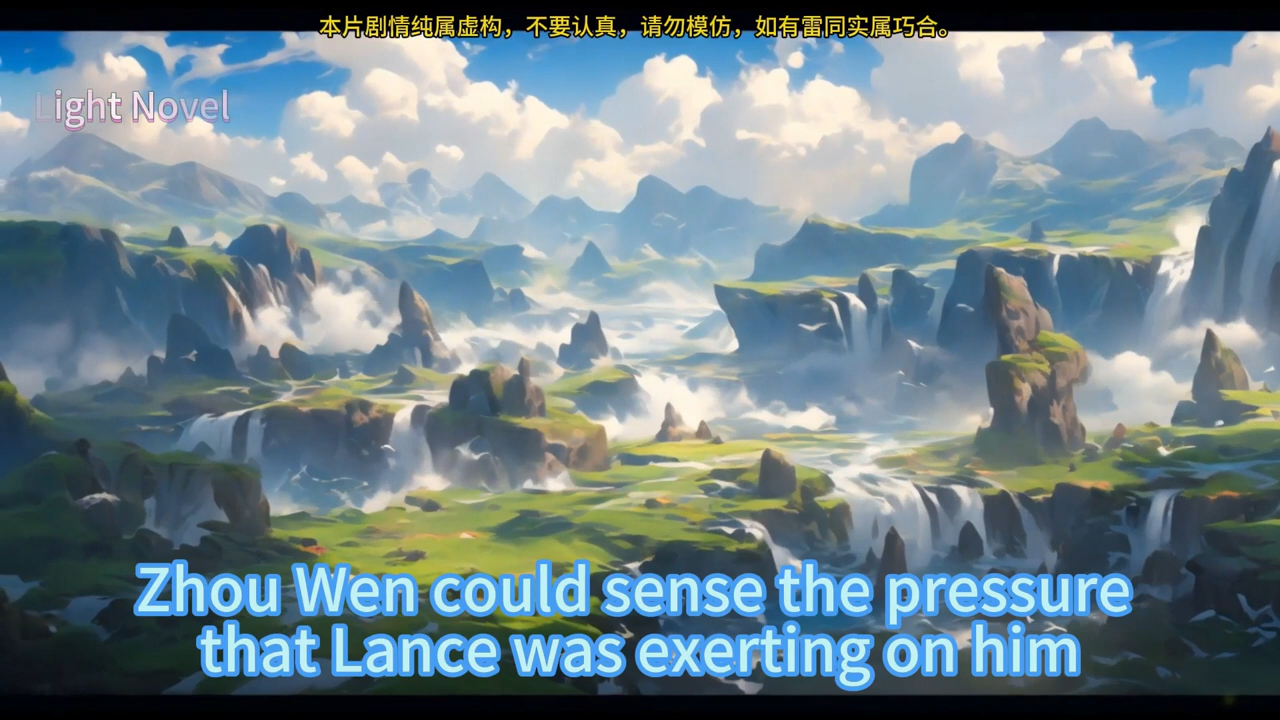 本片剧情纯属虚构，不要认真，请勿模仿，如有雷同实属巧合。
Light Novel
Zhou Wen could sense the pressure
that Lance was exerting on him